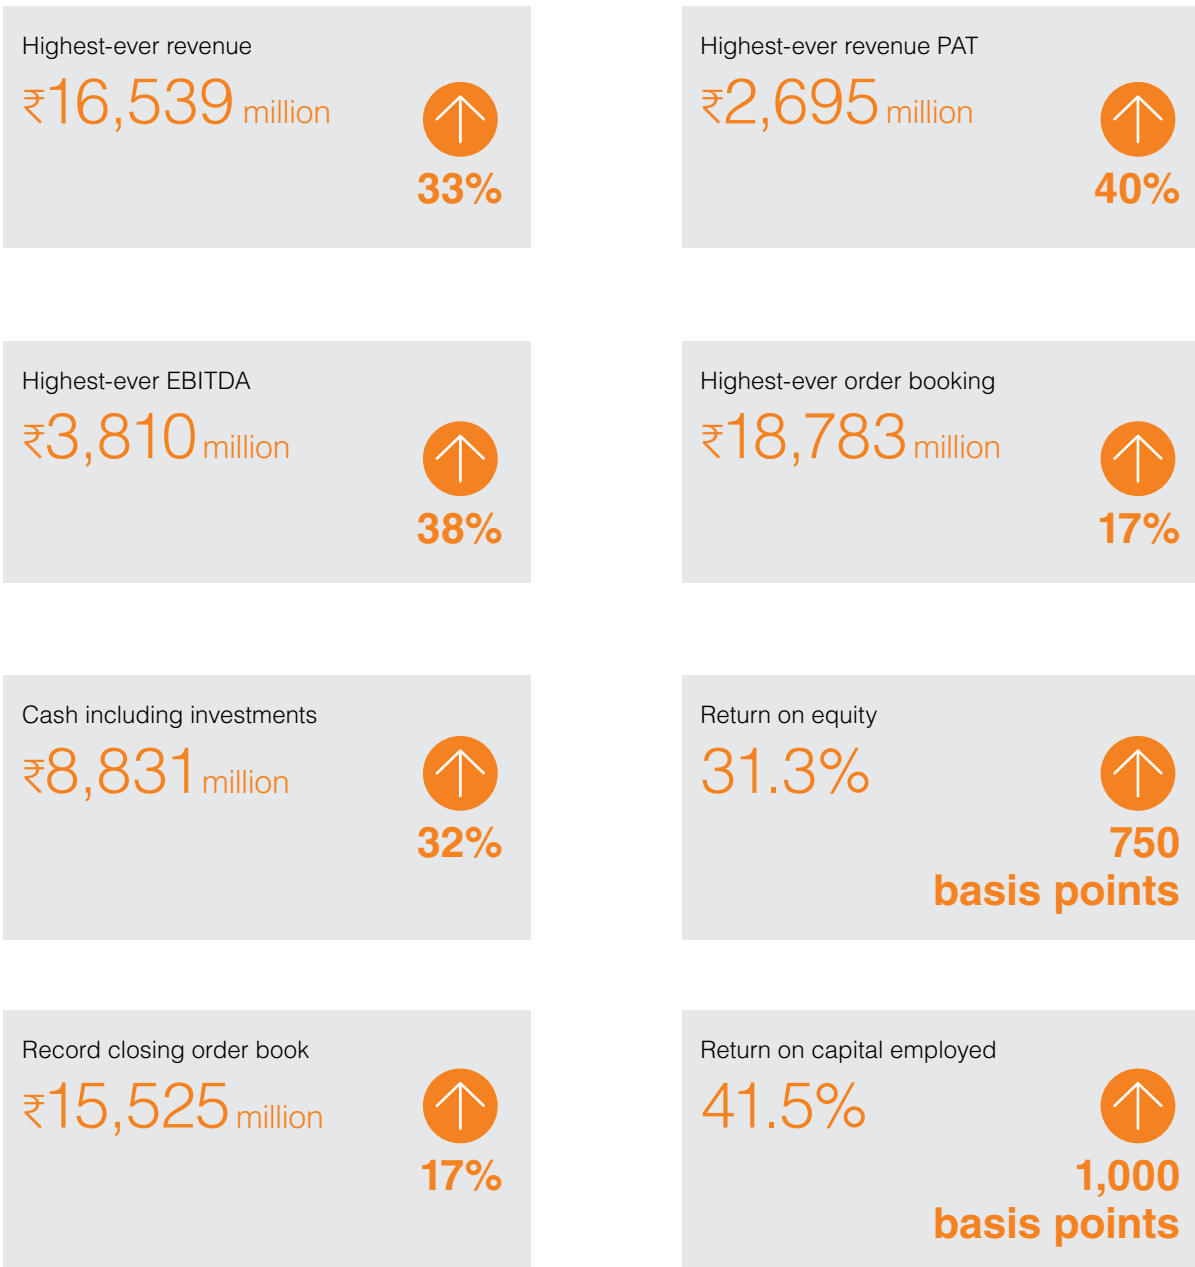 Highest-ever revenue
₹16,539 million
33%
Highest-ever revenue PAT
₹2,695 million
40%
Highest-ever EBITDA
₹3,810 million
38%
Highest-ever order booking
₹18,783 million
17%
Cash including investments
₹8,831 million
32%
Return on equity
31.3%
750
basis points
Record closing order book
₹15,525 million
17%
Return on capital employed
41.5%
1,000
basis points